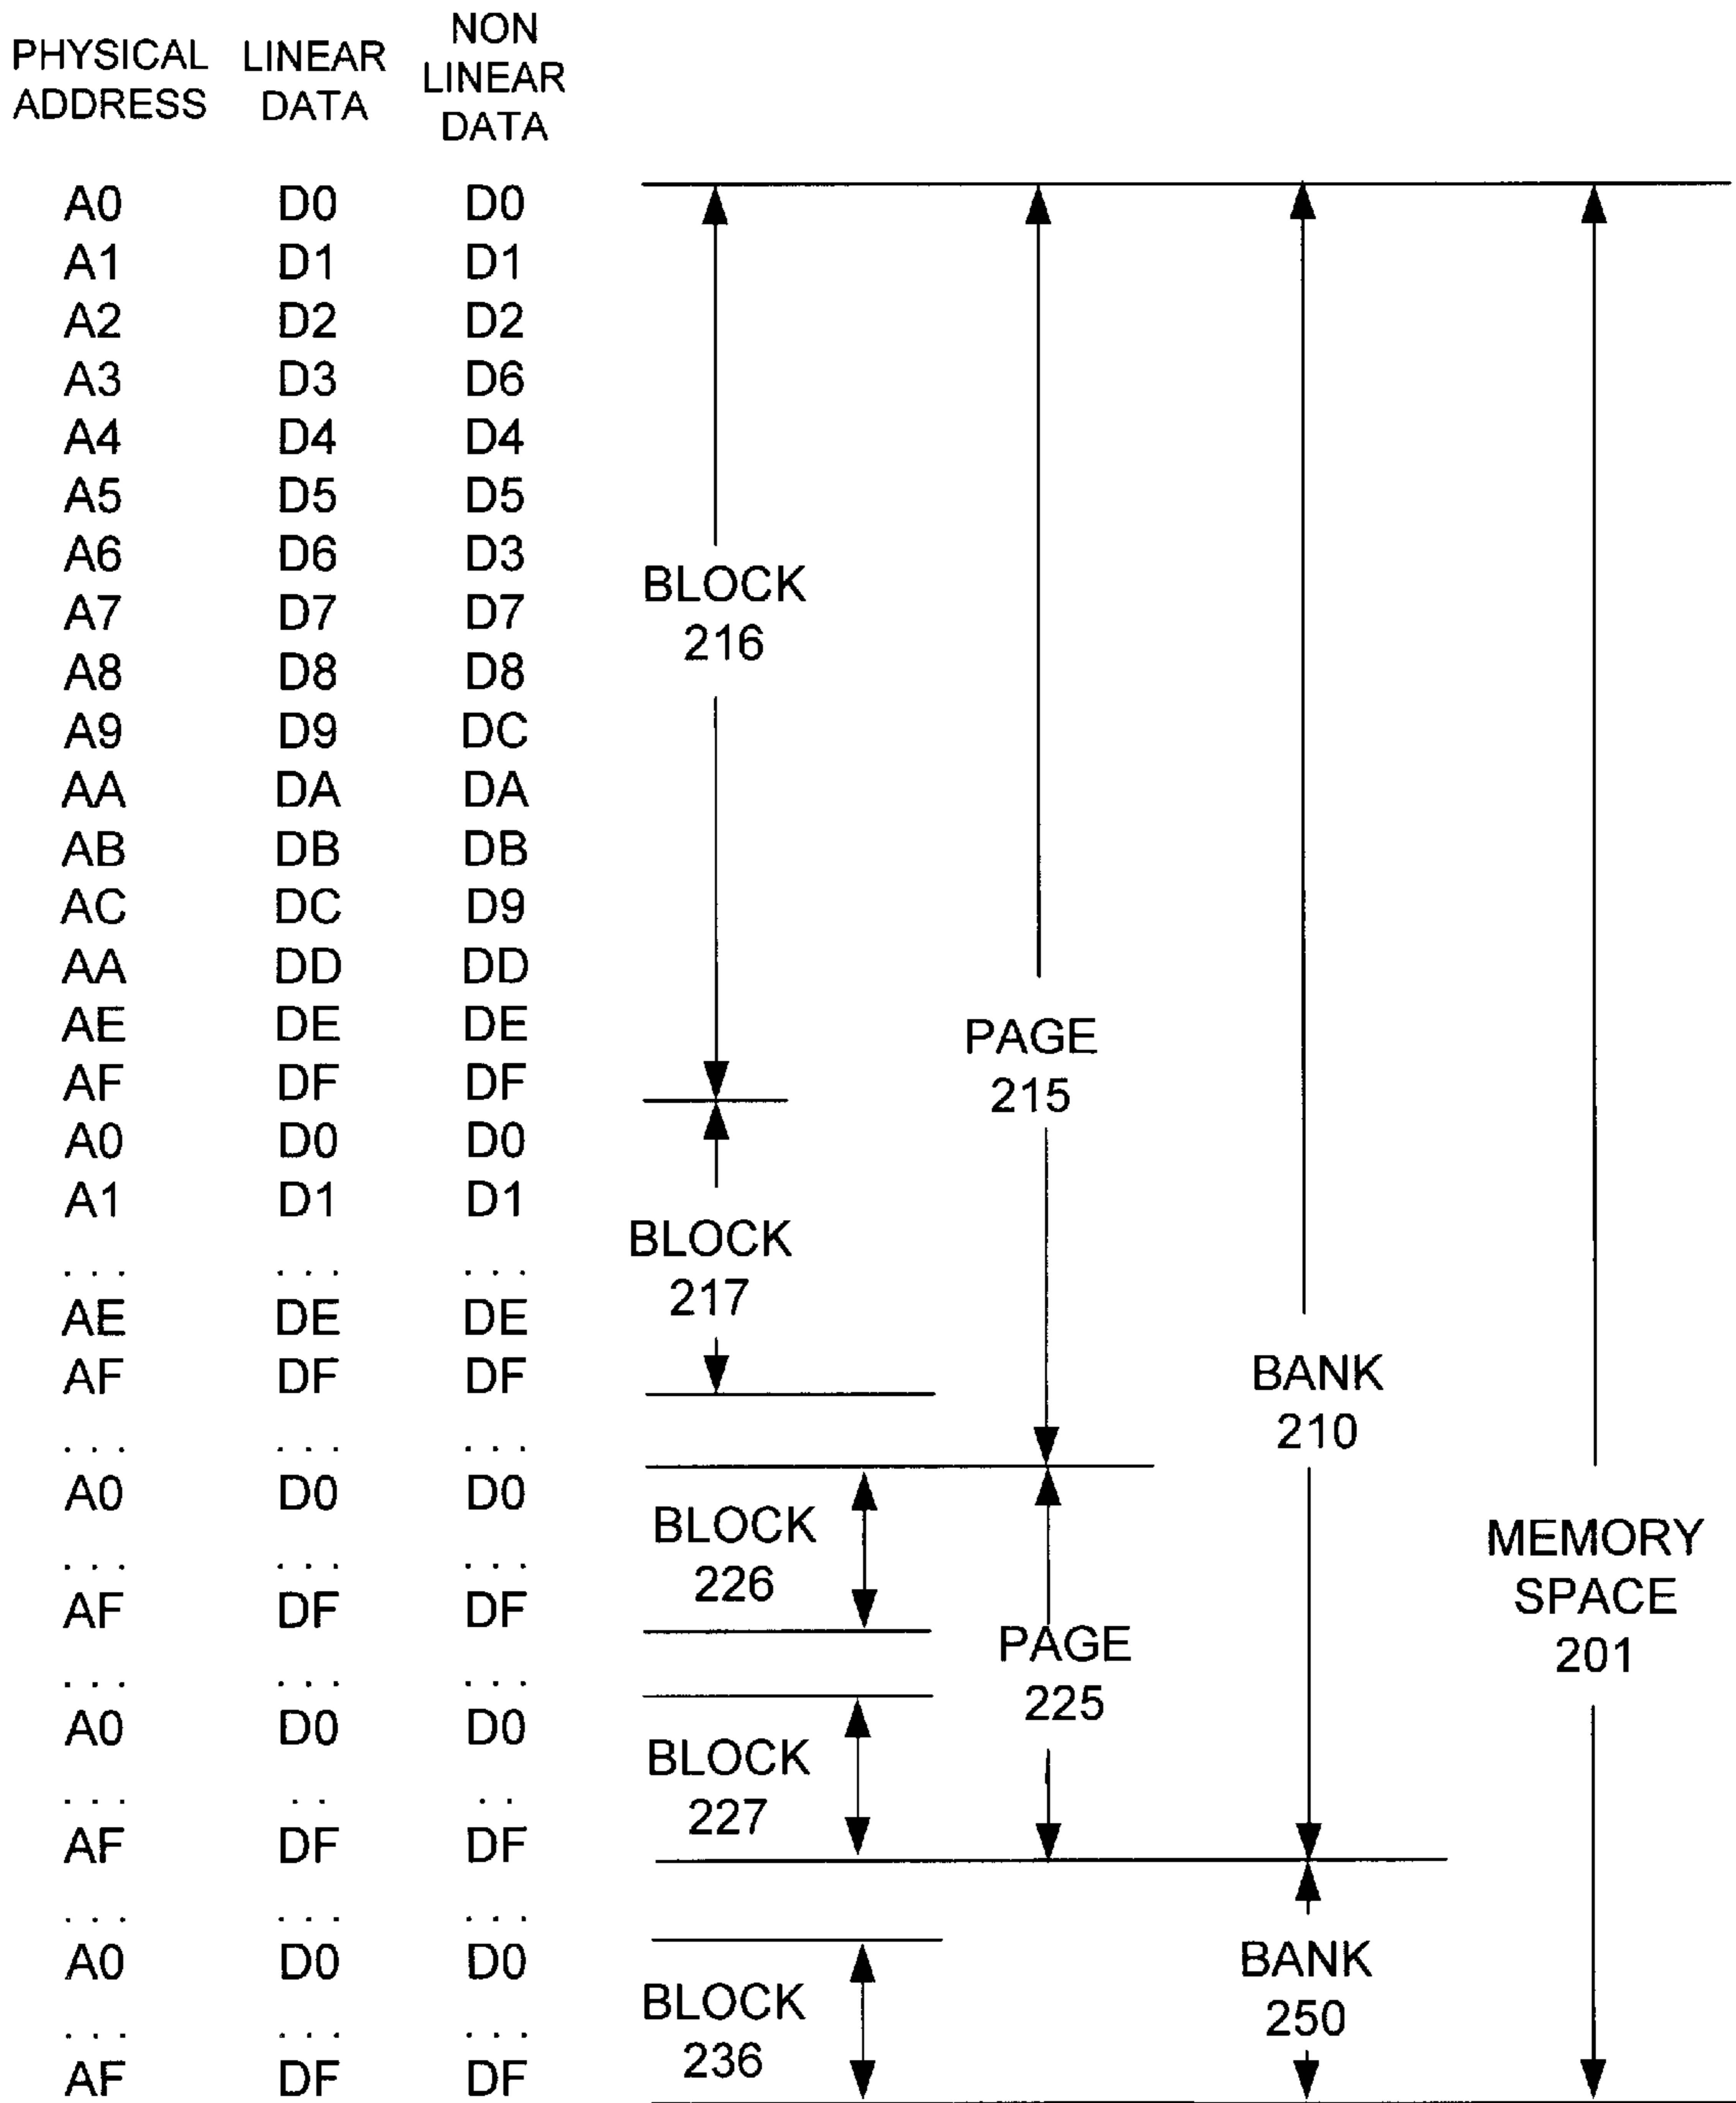 PHYSICAL ADDRESS LINEAR DATA NON LINEAR DATA
A0 D0 D0
A1 D1 D1
A2 D2 D2
A3 D3 D6
A4 D4 D4
A5 D5 D5
A6 D6 D3
A7 D7 D7
A8 D8 D8
A9 D9 DC
AA DA DA
AB DB DB
AC DC D9
AA DD DD
AE DE DE
AF DF DF
A0 D0 D0
A1 D1 D1
... ... ...
AE DE DE
AF DF DF
... ... ...
A0 D0 D0
... ... ...
AF DF DF
... ... ...
A0 D0 D0
... .. ..
AF DF DF
... ... ...
A0 D0 D0
... ... ...
AF DF DF
BLOCK
216
BLOCK
217
BLOCK
226
BLOCK
227
BLOCK
236
PAGE
215
PAGE
225
BANK
210
BANK
250
MEMORY
SPACE
201